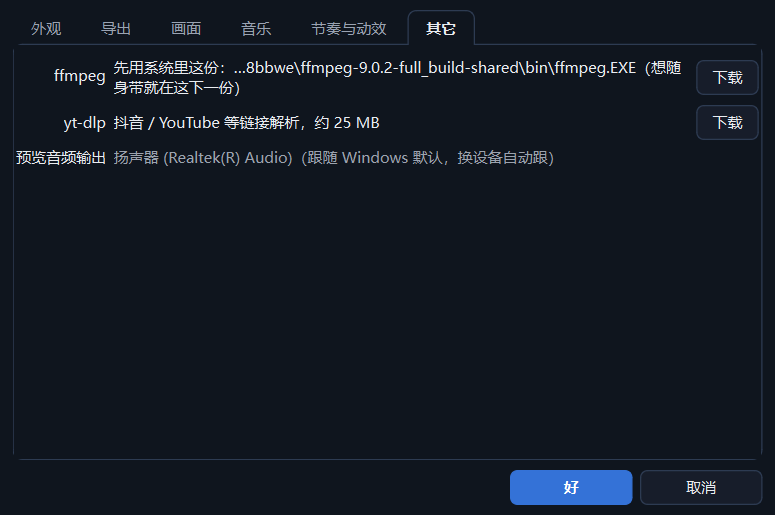 外观 导出 画面 音乐 节奏与动效 其它
ffmpeg 先用系统里这份：...8bbwe\ffmpeg-9.0.2-full_build-shared\bin\ffmpeg.EXE（想随
身带就在这下一份） 下载
yt-dlp 抖音 / YouTube 等链接解析，约 25 MB 下载
预览音频输出 扬声器 (Realtek(R) Audio)（跟随 Windows 默认，换设备自动跟）
好 取消